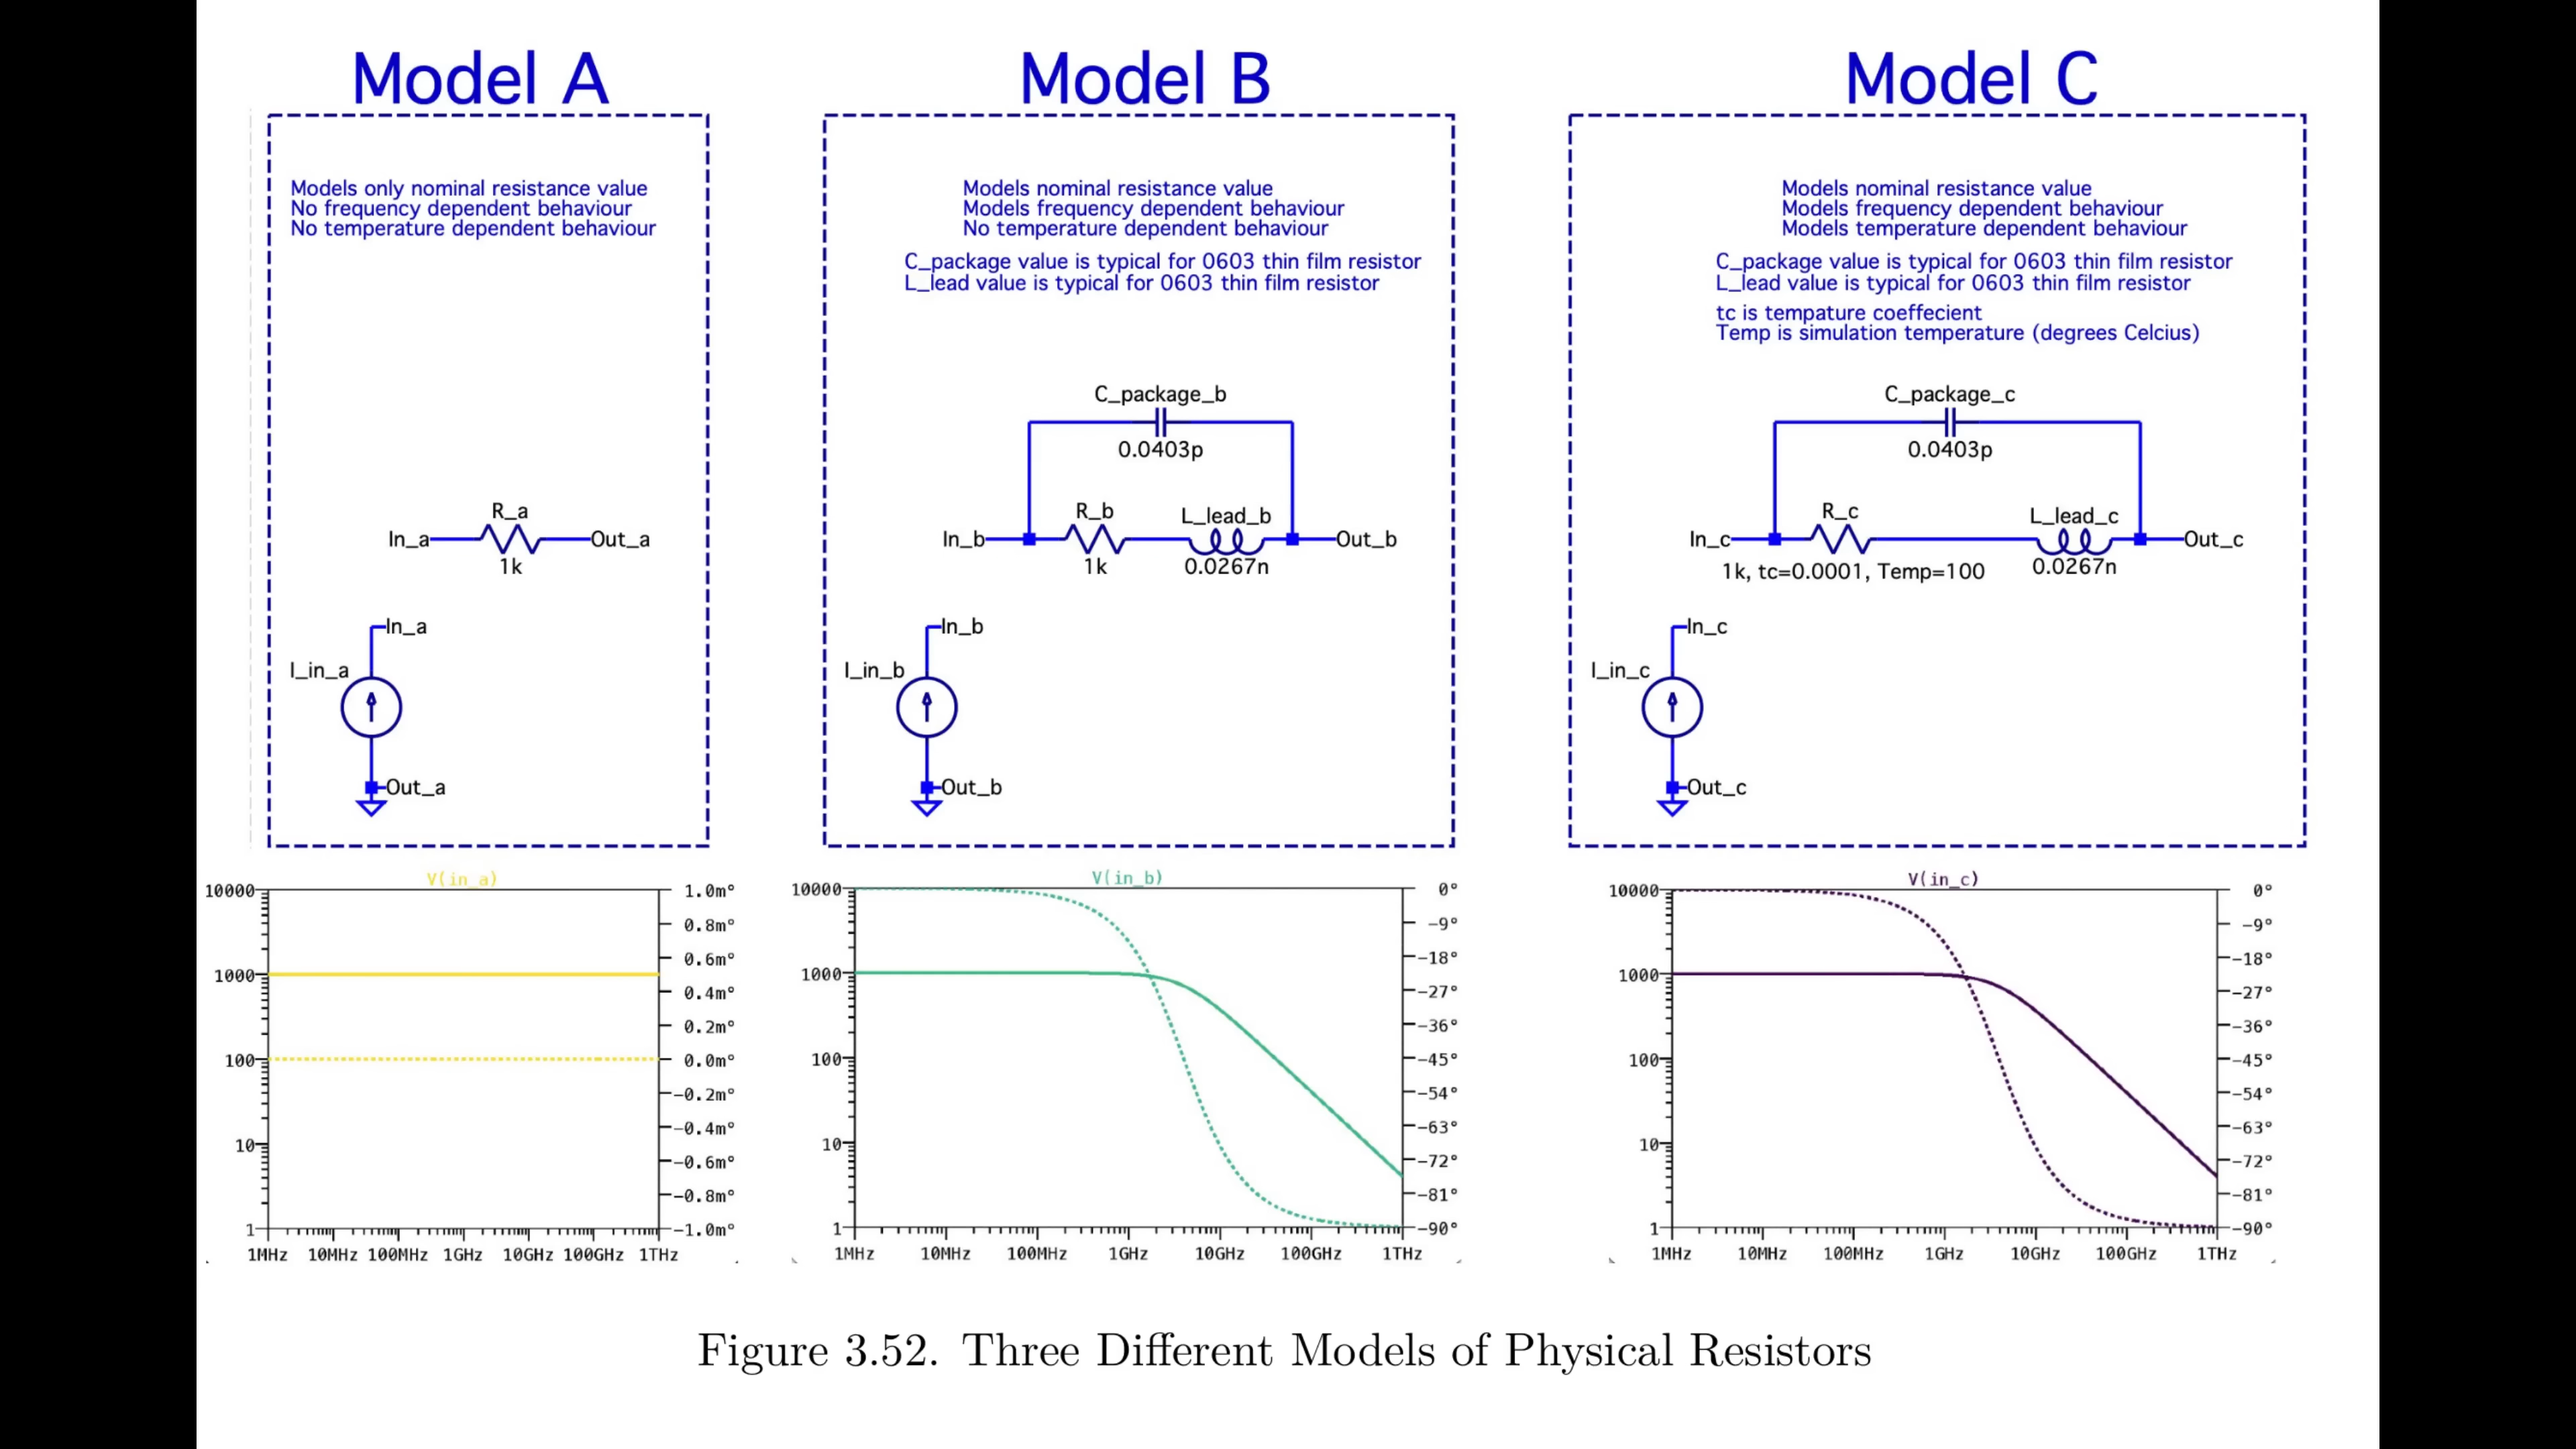 Model A
Models only nominal resistance value
No frequency dependent behaviour
No temperature dependent behaviour
R_a
In_a
Out_a
1k
In_a
I_in_a
Out_a
Model B
Models nominal resistance value
Models frequency dependent behaviour
No temperature dependent behaviour
C_package value is typical for 0603 thin film resistor
L_lead value is typical for 0603 thin film resistor
C_package_b
0.0403p
R_b
L_lead_b
In_b
Out_b
1k
0.0267n
In_b
I_in_b
Out_b
Model C
Models nominal resistance value
Models frequency dependent behaviour
Models temperature dependent behaviour
C_package value is typical for 0603 thin film resistor
L_lead value is typical for 0603 thin film resistor
tc is tempature coeffecient
Temp is simulation temperature (degrees Celcius)
C_package_c
0.0403p
R_c
L_lead_c
In_c
Out_c
1k, tc=0.0001, Temp=100
0.0267n
In_c
I_in_c
Out_c
V(in_a)
10000
1000
100
10
1
1.0m°
0.8m°
0.6m°
0.4m°
0.2m°
0.0m°
-0.2m°
-0.4m°
-0.6m°
-0.8m°
-1.0m°
1MHz 10MHz 100MHz 1GHz 10GHz 100GHz 1THz
V(in_b)
10000
1000
100
10
1
0°
-9°
-18°
-27°
-36°
-45°
-54°
-63°
-72°
-81°
-90°
1MHz 10MHz 100MHz 1GHz 10GHz 100GHz 1THz
V(in_c)
10000
1000
100
10
1
0°
-9°
-18°
-27°
-36°
-45°
-54°
-63°
-72°
-81°
-90°
1MHz 10MHz 100MHz 1GHz 10GHz 100GHz 1THz
Figure 3.52. Three Different Models of Physical Resistors